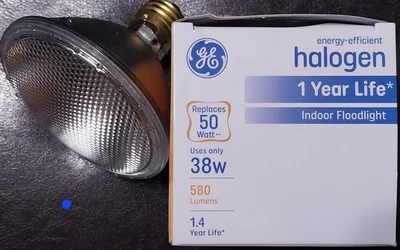 GE
energy-efficient
halogen
1 Year Life*
Indoor Floodlight
Replaces
50
Watt**
Uses only
38w
580
Lumens
1.4
Year Life*